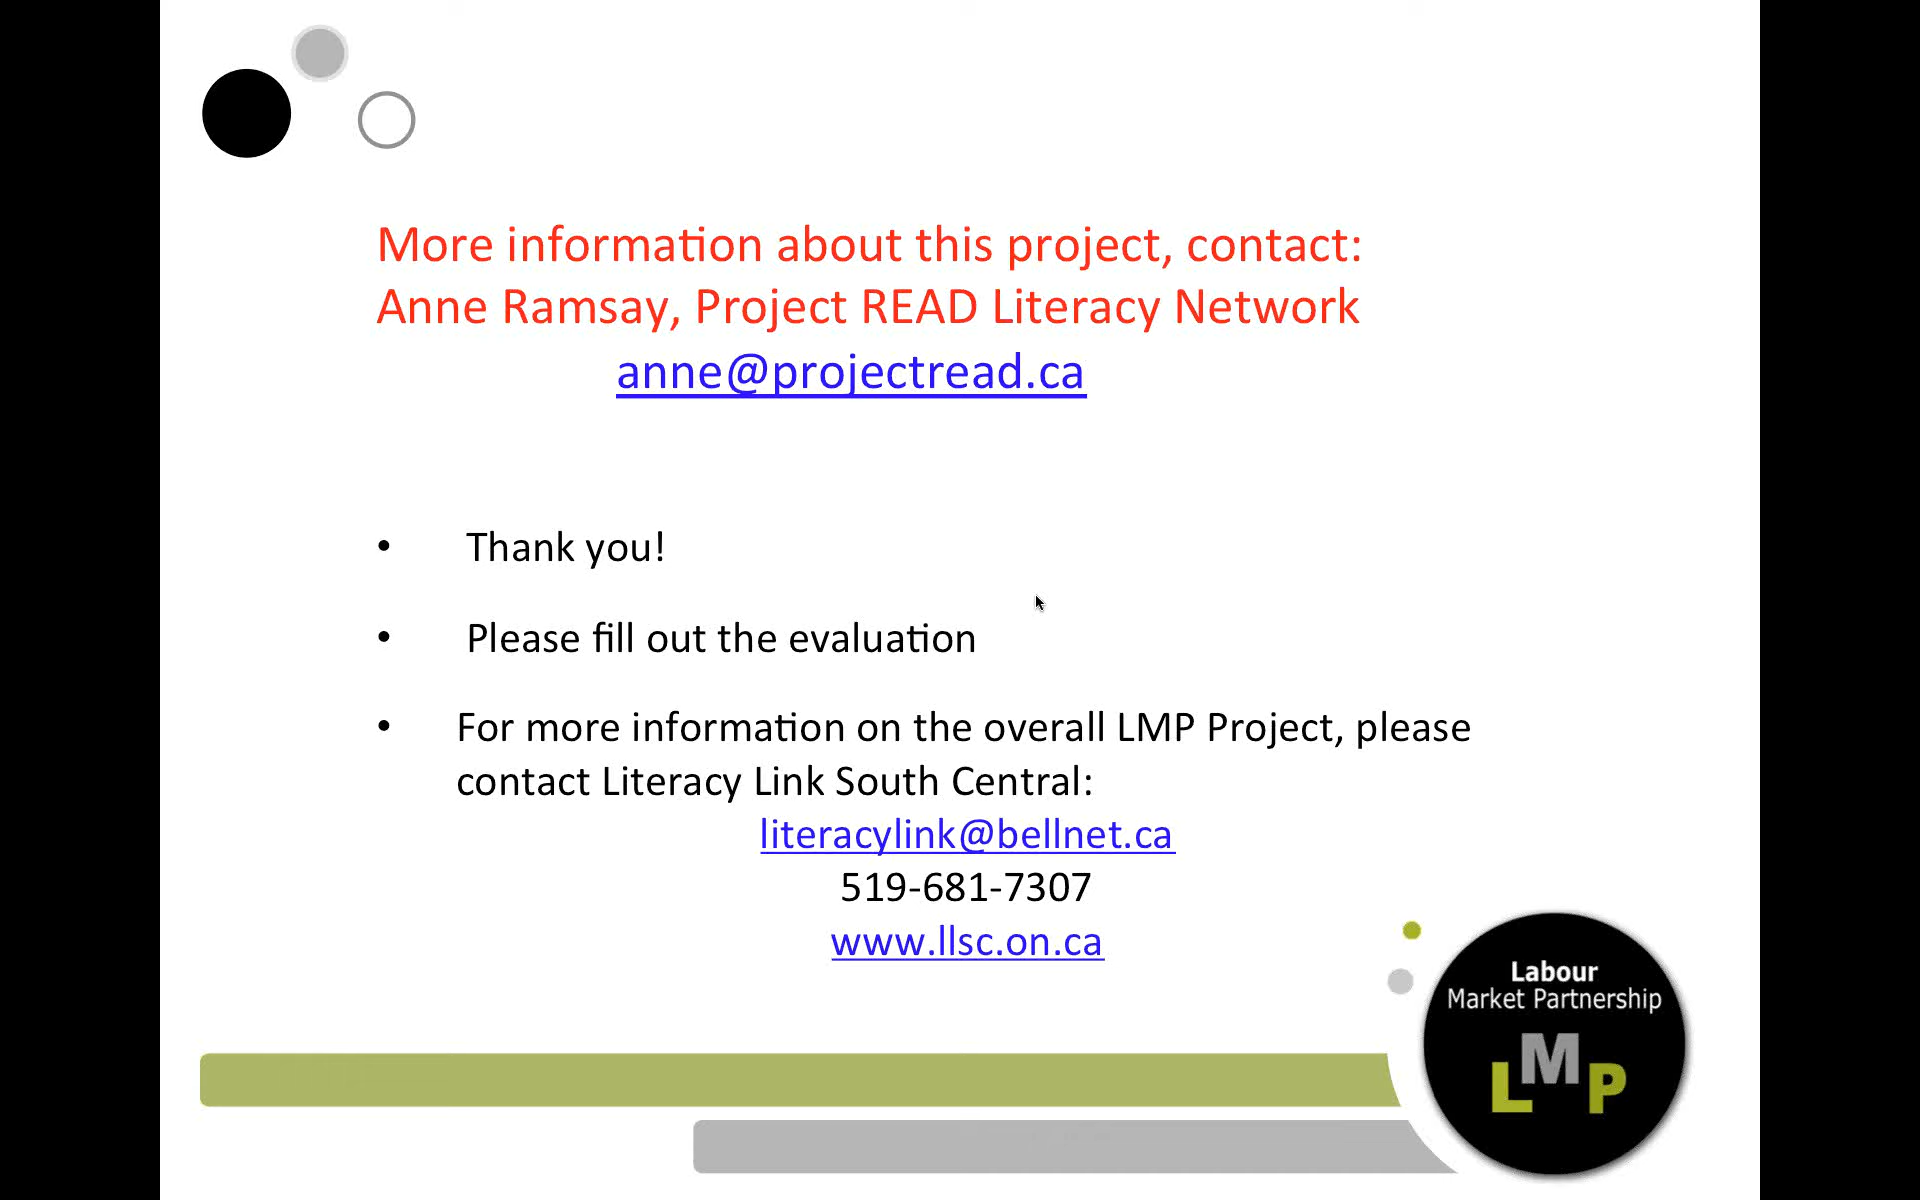 More information about this project, contact:
Anne Ramsay, Project READ Literacy Network
anne@projectread.ca
• Thank you!
• Please fill out the evaluation
• For more information on the overall LMP Project, please
contact Literacy Link South Central:
literacylink@bellnet.ca
519-681-7307
www.llsc.on.ca
Labour
Market Partnership
LMP